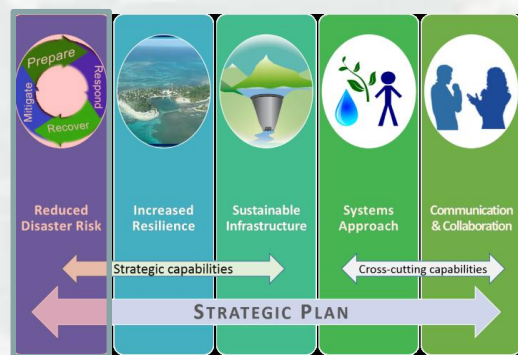 Prepare
Respond
Mitigate
Recover
Reduced
Disaster Risk
Increased
Resilience
Sustainable
Infrastructure
Systems
Approach
Communication
& Collaboration
Strategic capabilities
Cross-cutting capabilities
STRATEGIC PLAN